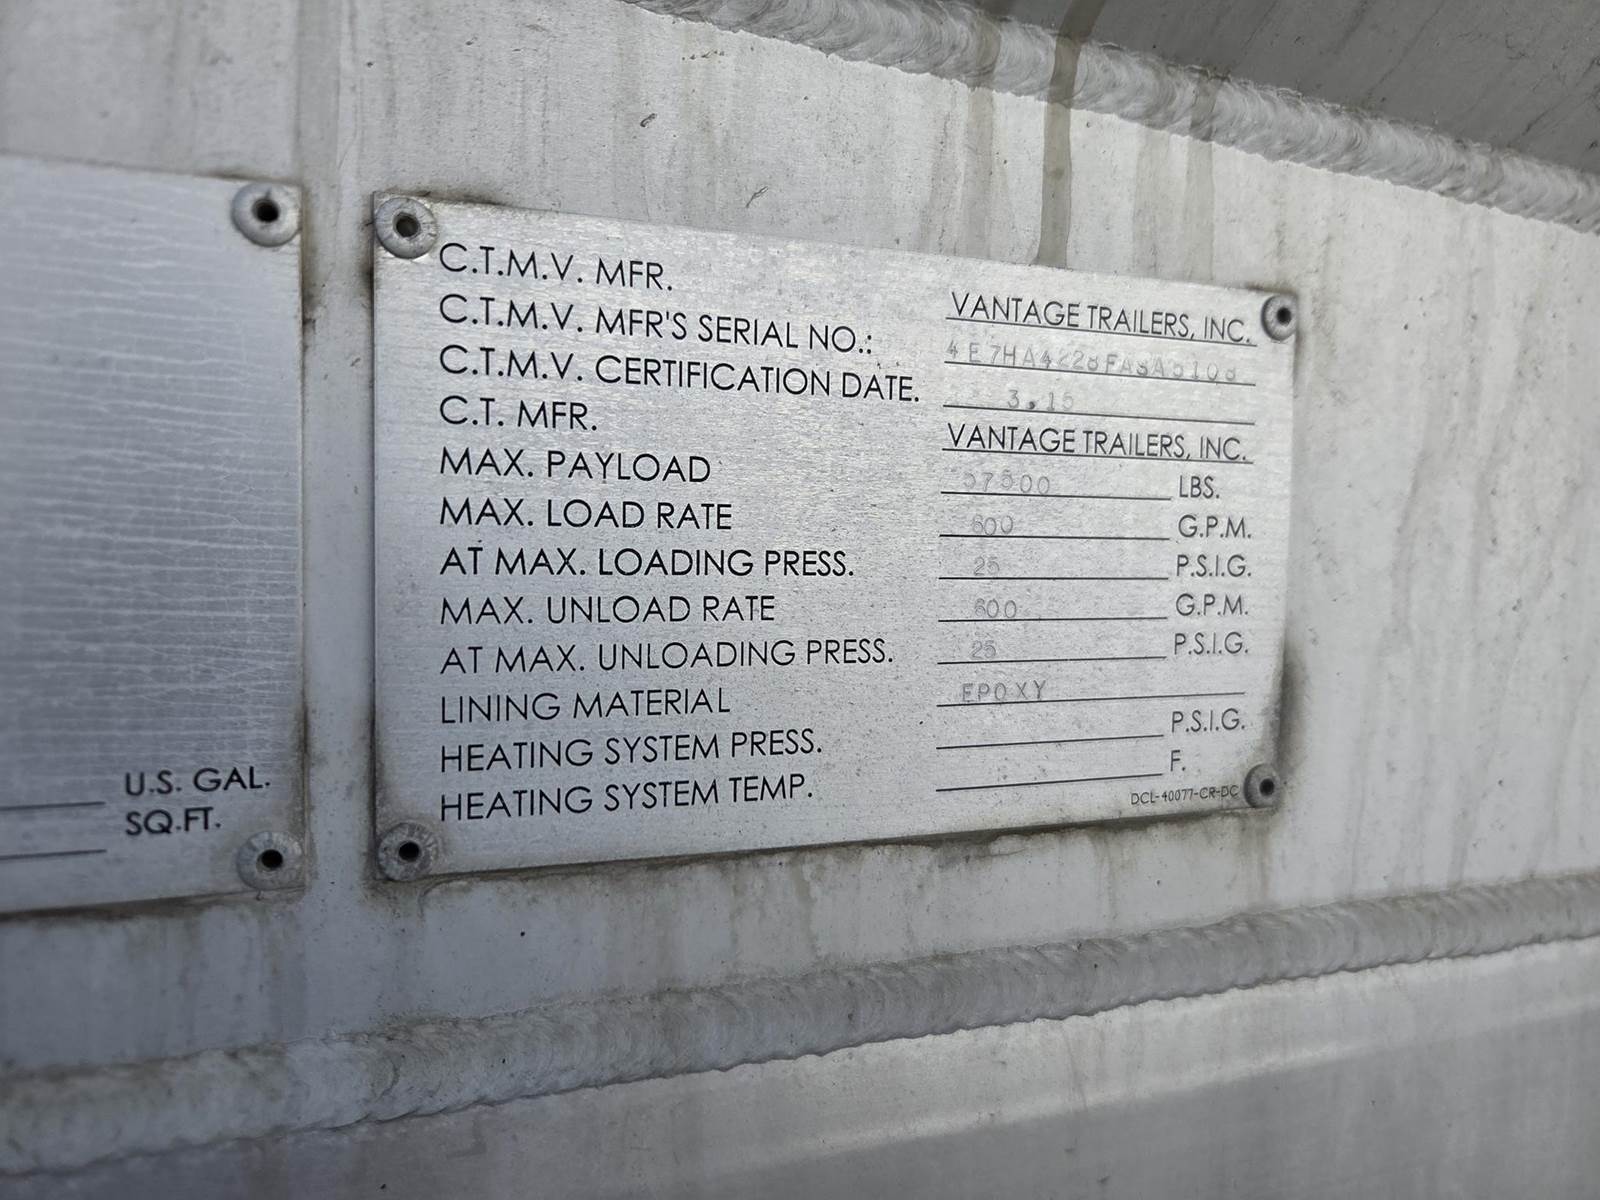 C.T.M.V. MFR. VANTAGE TRAILERS, INC.
C.T.M.V. MFR'S SERIAL NO.:
C.T.M.V. CERTIFICATION DATE. 3.15
C.T. MFR. VANTAGE TRAILERS, INC.
MAX. PAYLOAD 57500 LBS.
MAX. LOAD RATE 600 G.P.M.
AT MAX. LOADING PRESS. 25 P.S.I.G.
MAX. UNLOAD RATE 600 G.P.M.
AT MAX. UNLOADING PRESS. 25 P.S.I.G.
LINING MATERIAL EPOXY
HEATING SYSTEM PRESS. P.S.I.G.
HEATING SYSTEM TEMP. F.
DCL-40077-CR-DC
U.S. GAL.
SQ.FT.